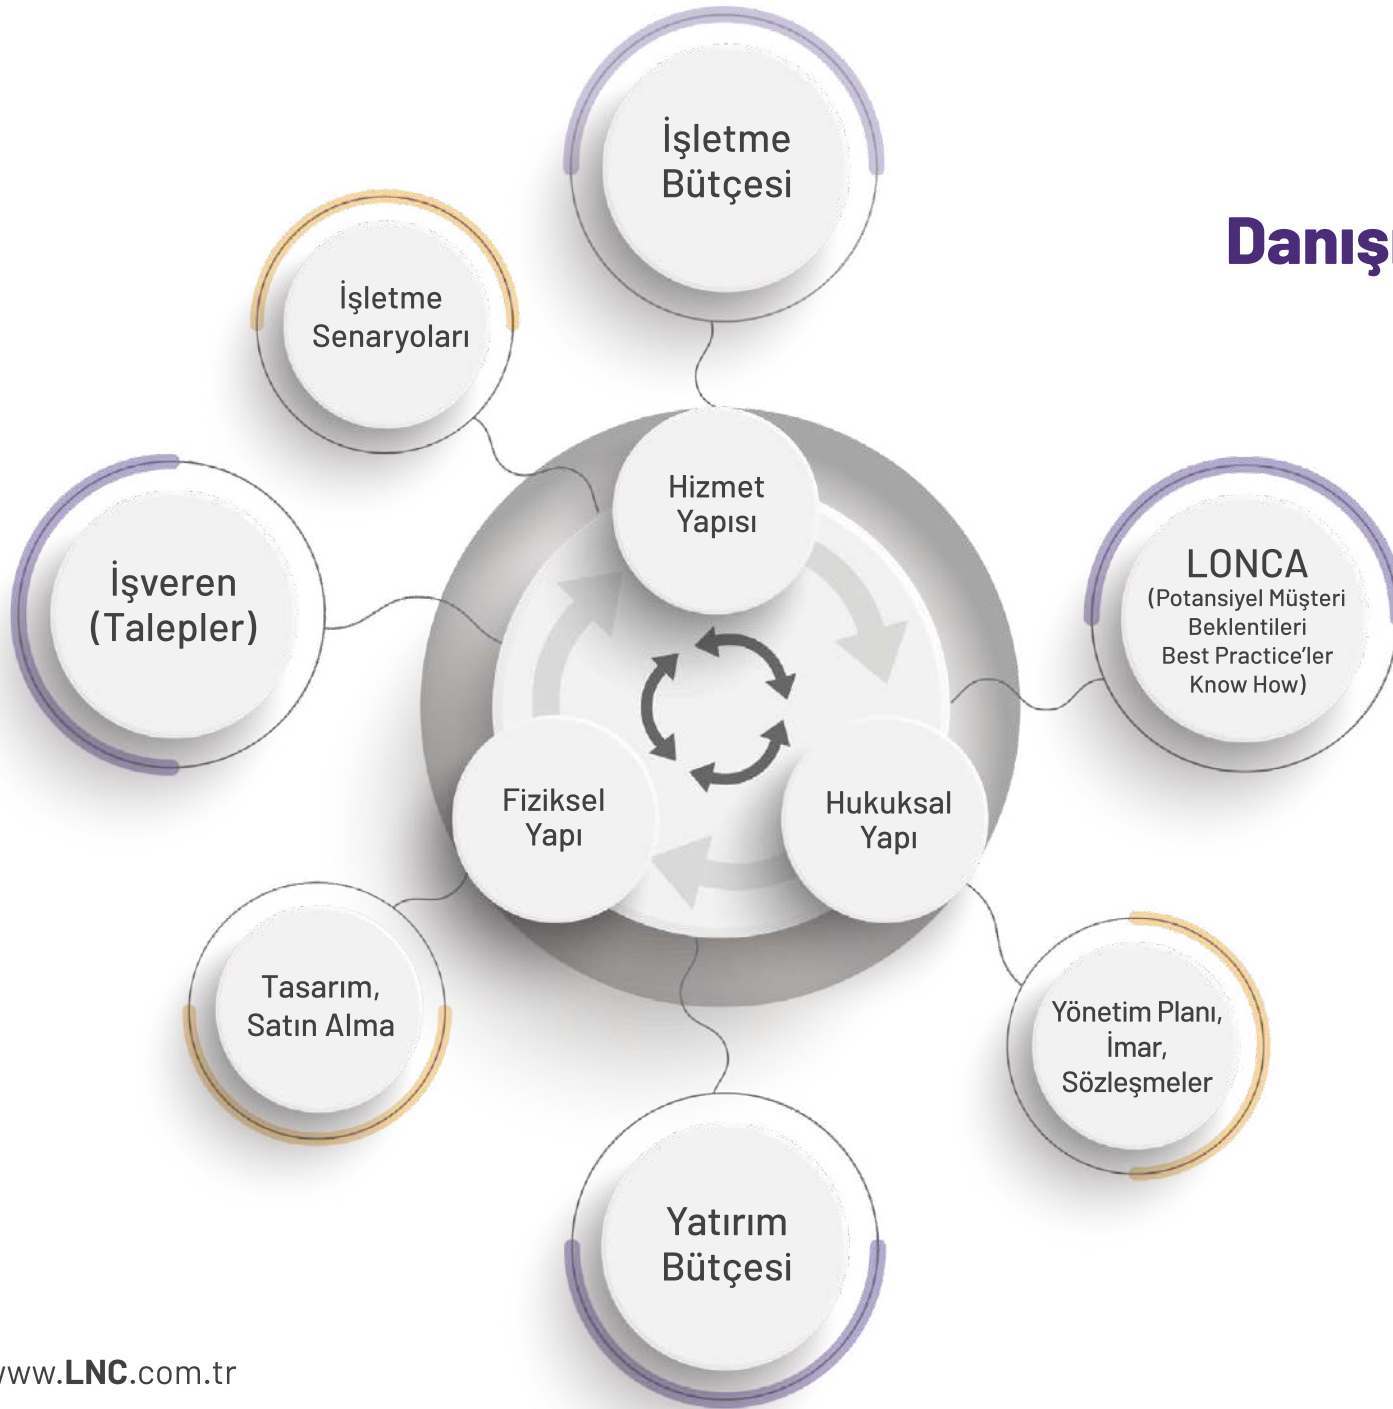 İşletme
Bütçesi
Danış
İşletme
Senaryoları
Hizmet
Yapısı
İşveren
(Talepler)
LONCA
(Potansiyel Müşteri
Beklentileri
Best Practice’ler
Know How)
Fiziksel
Yapı
Hukuksal
Yapı
Tasarım,
Satın Alma
Yönetim Planı,
İmar,
Sözleşmeler
Yatırım
Bütçesi
www.LNC.com.tr